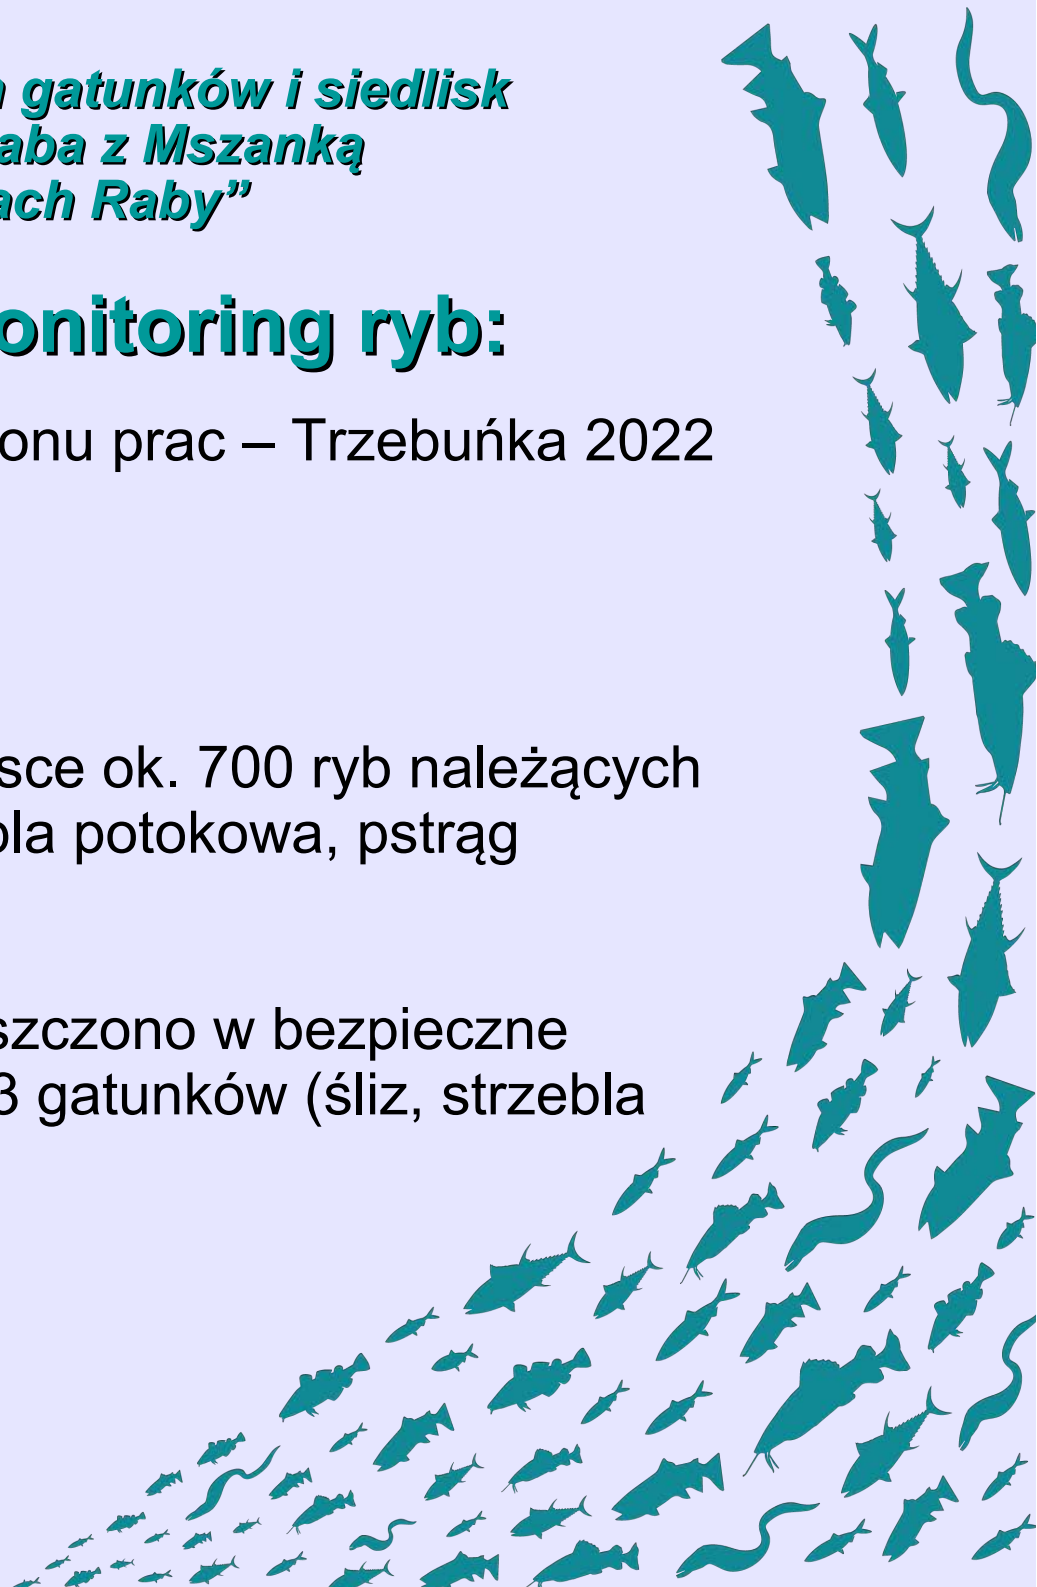 gatunków i siedlisk
aba z Mszanką
ach Raby”
onitoring ryb:
onu prac – Trzebuńka 2022
sce ok. 700 ryb należących
ola potokowa, pstrąg
szczono w bezpieczne
3 gatunków (śliz, strzebla